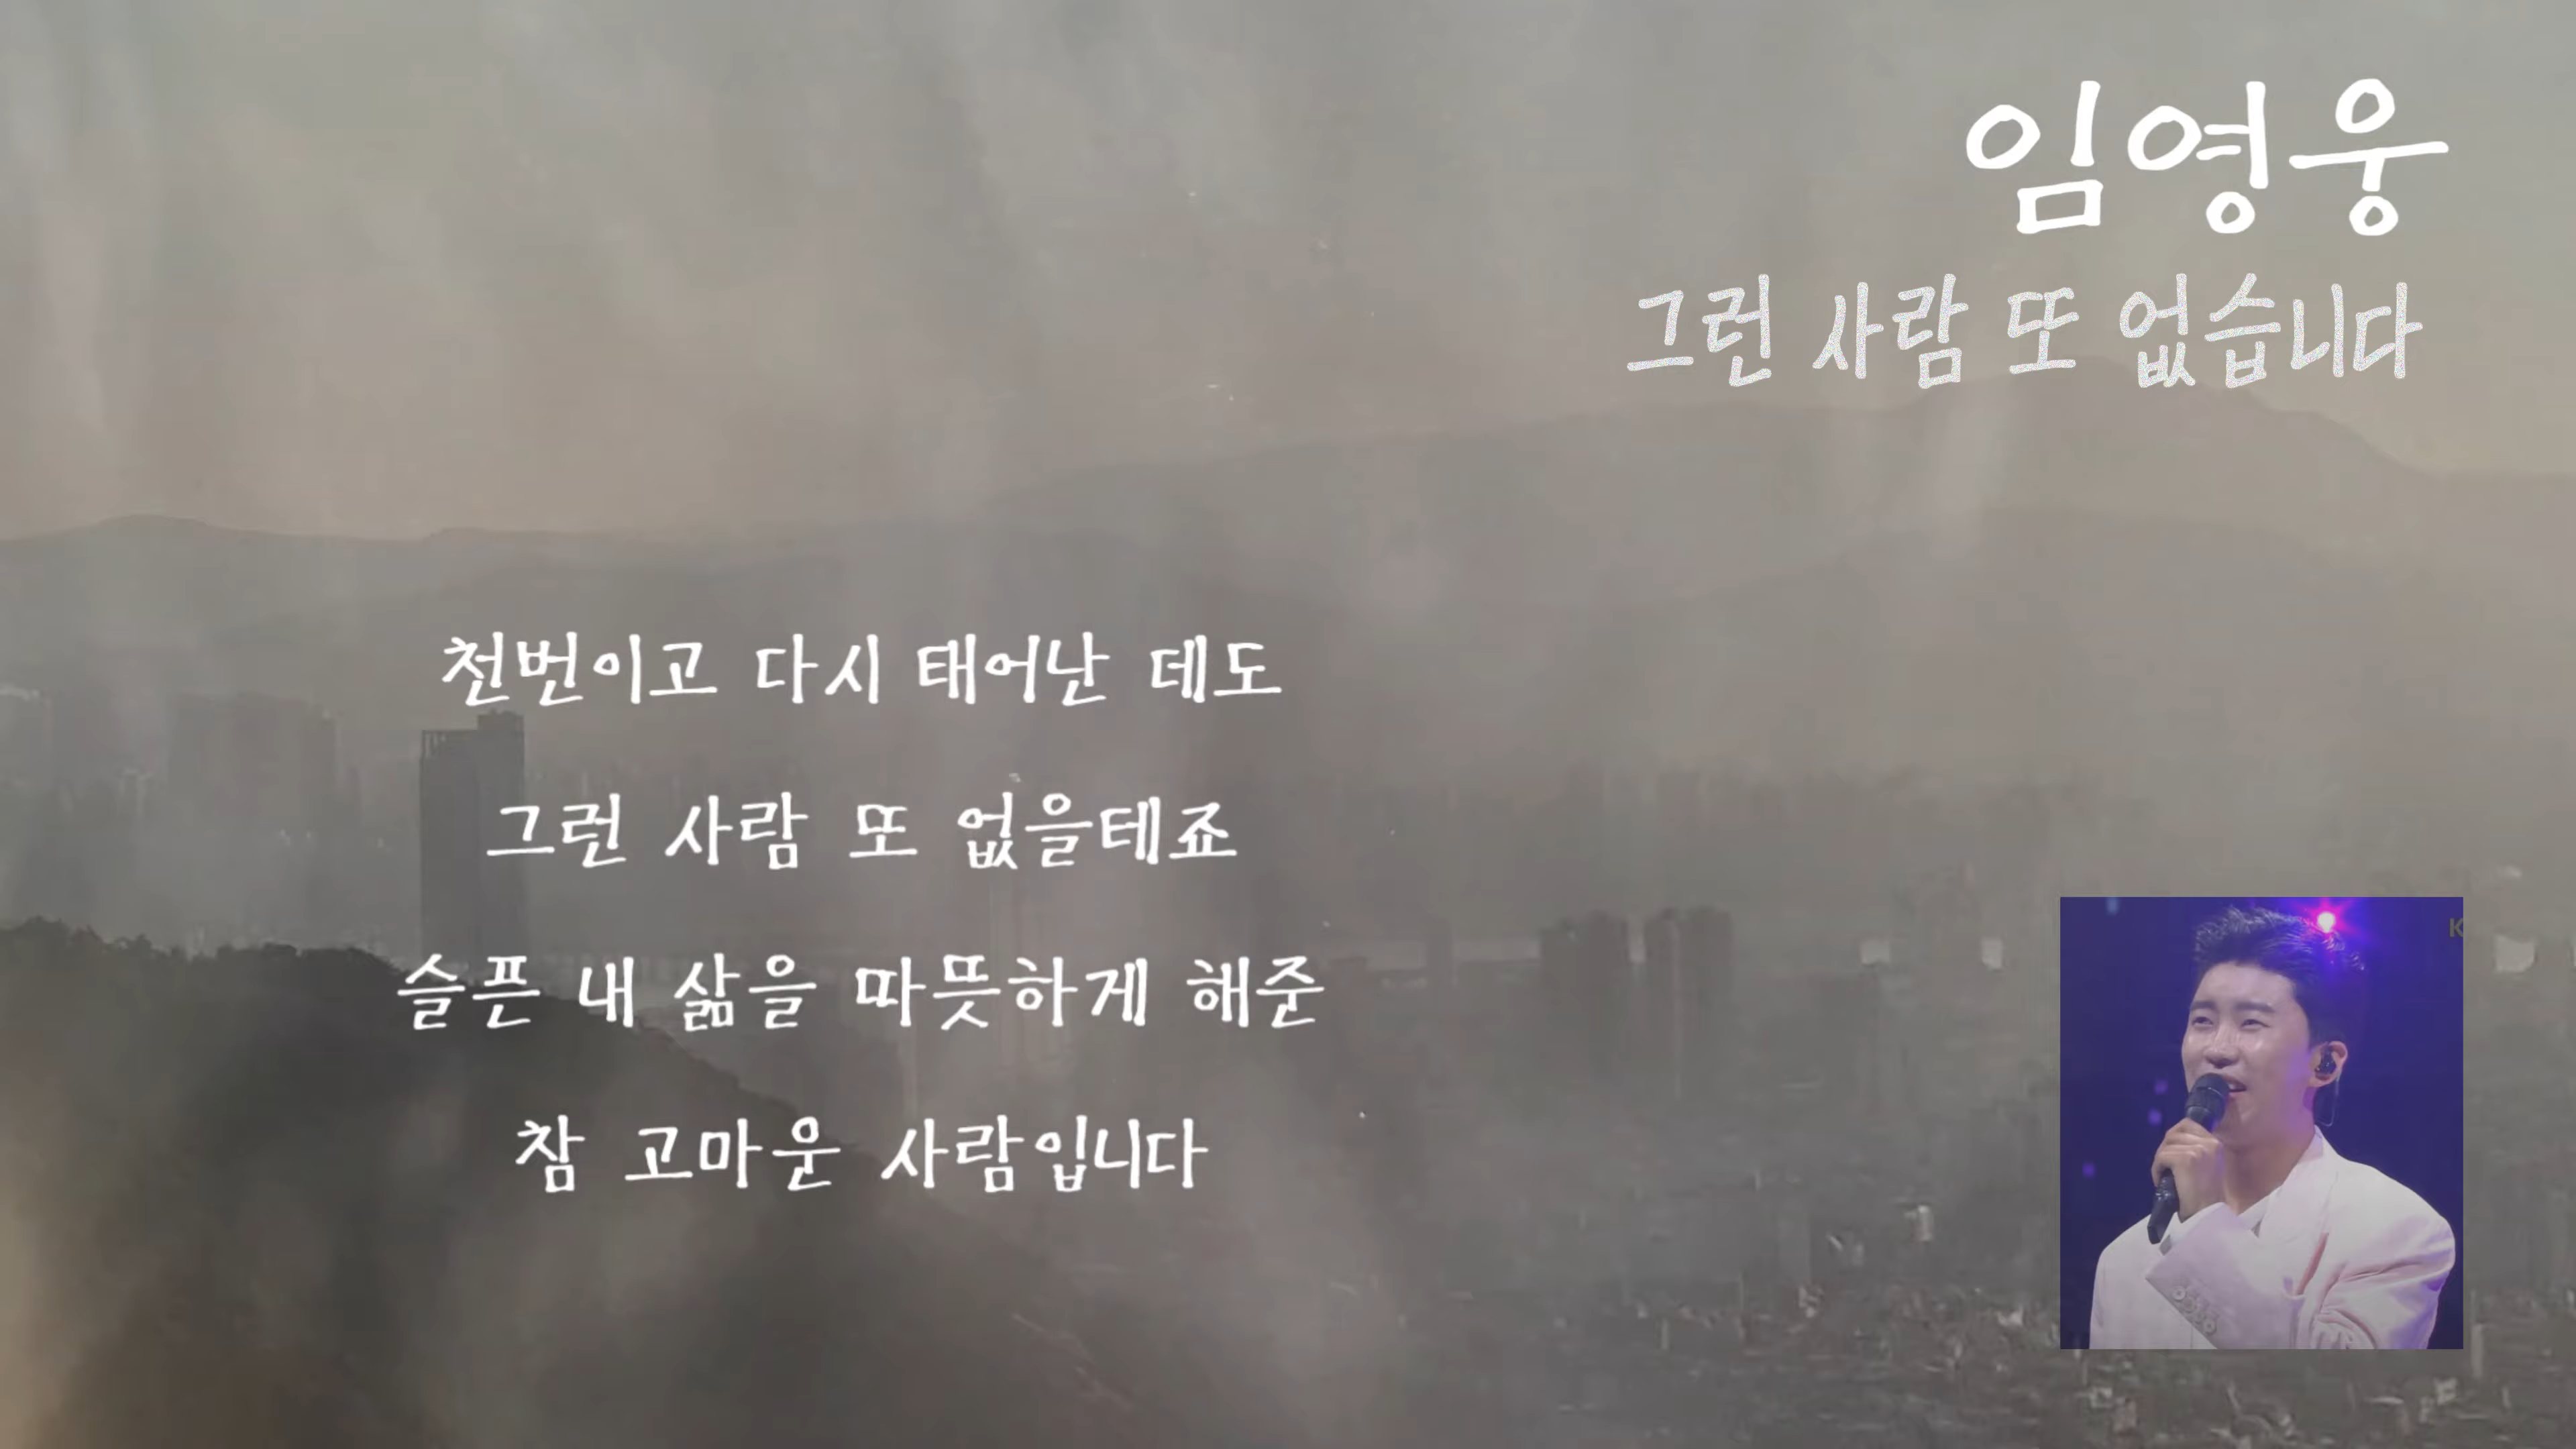 임영웅
그런 사람 또 없습니다
천번이고 다시 태어난 데도
그런 사람 또 없을테죠
슬픈 내 삶을 따뜻하게 해준
참 고마운 사람입니다
K